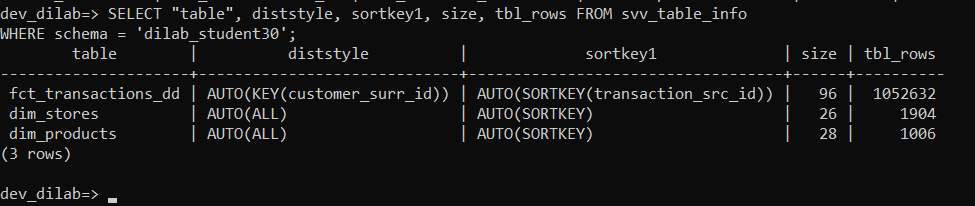 dev_dilab=> SELECT "table", diststyle, sortkey1, size, tbl_rows FROM svv_table_info
WHERE schema = 'dilab_student30';
       table        |          diststyle          |              sortkey1              | size | tbl_rows
--------------------+-----------------------------+------------------------------------+------+----------
 fct_transactions_dd | AUTO(KEY(customer_surr_id)) | AUTO(SORTKEY(transaction_src_id)) |   96 |  1052632
 dim_stores          | AUTO(ALL)                   | AUTO(SORTKEY)                     |   26 |     1904
 dim_products        | AUTO(ALL)                   | AUTO(SORTKEY)                     |   28 |     1006
(3 rows)
dev_dilab=>